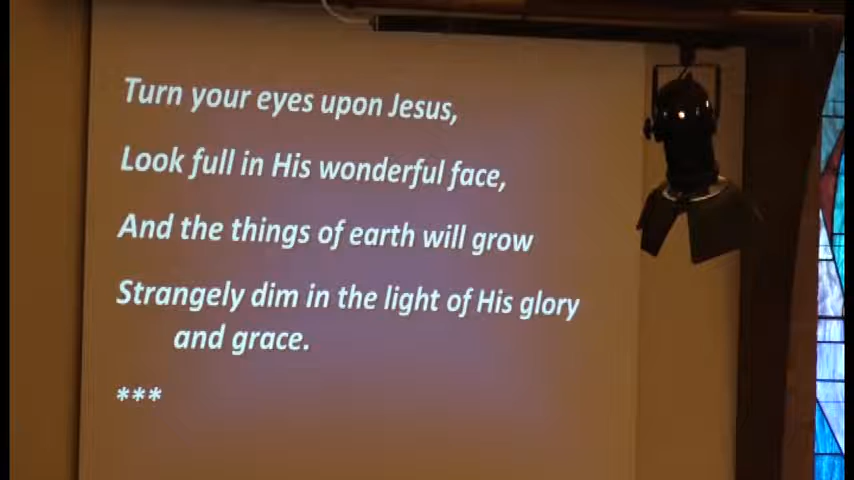 Turn your eyes upon Jesus,
Look full in His wonderful face,
And the things of earth will grow
Strangely dim in the light of His glory
and grace.
***